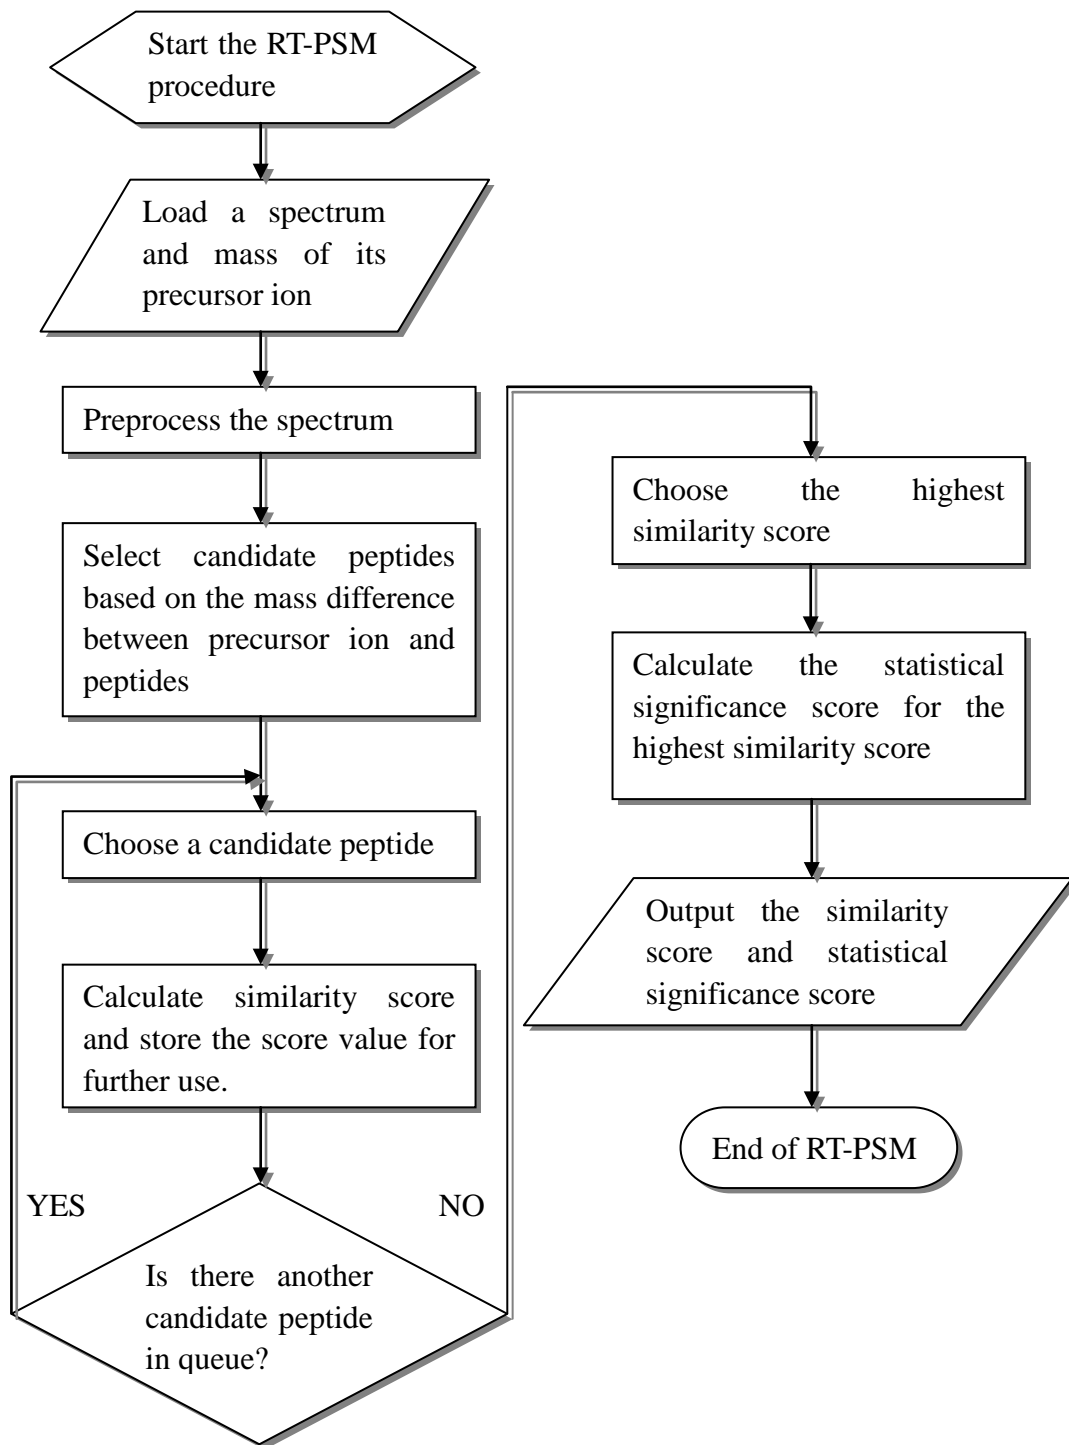 Start the RT-PSM
procedure
Load a spectrum
and mass of its
precursor ion
Preprocess the spectrum
Select candidate peptides
based on the mass difference
between precursor ion and
peptides
Choose a candidate peptide
Calculate similarity score
and store the score value for
further use.
YES
NO
Is there another
candidate peptide
in queue?
Choose the highest
similarity score
Calculate the statistical
significance score for the
highest similarity score
Output the similarity
score and statistical
significance score
End of RT-PSM